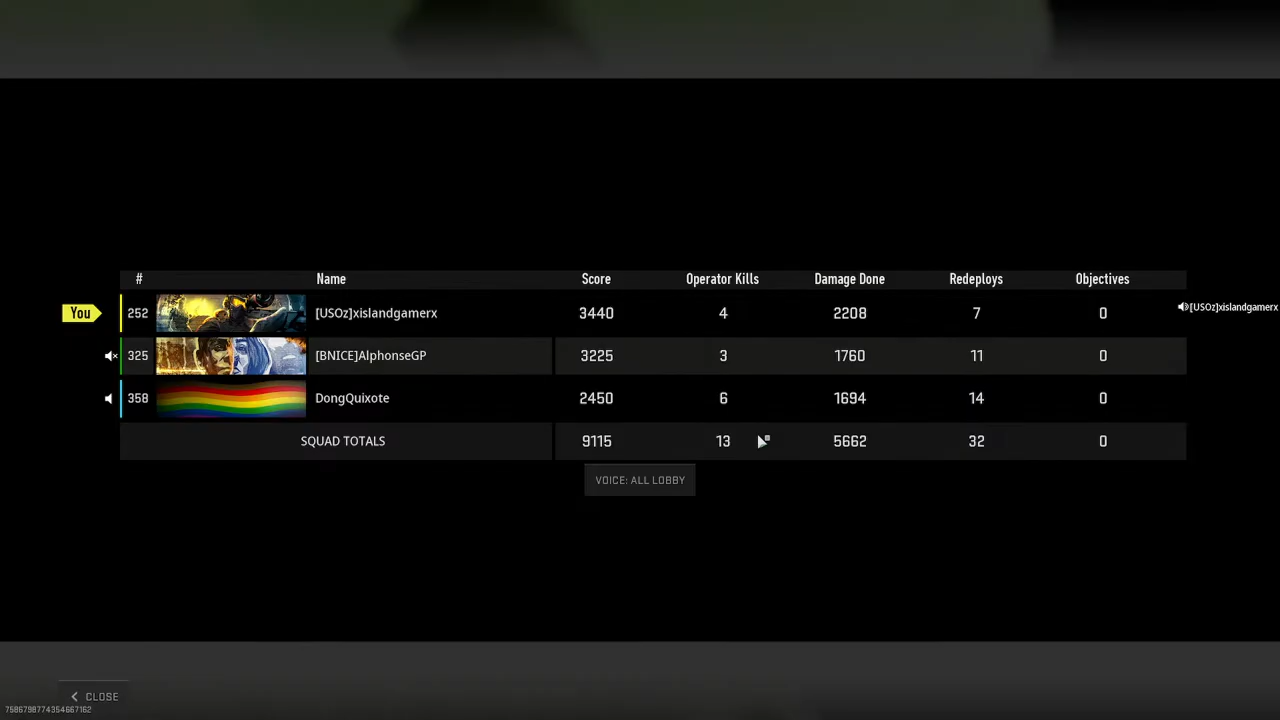 # Name Score Operator Kills Damage Done Redeploys Objectives
You 252 [USOz]xislandgamerx 3440 4 2208 7 0
[USOz]xislandgamerx
325 [BNICE]AlphonseGP 3225 3 1760 11 0
358 DongQuixote 2450 6 1694 14 0
SQUAD TOTALS 9115 13 5662 32 0
VOICE: ALL LOBBY
CLOSE
7586798774354667162